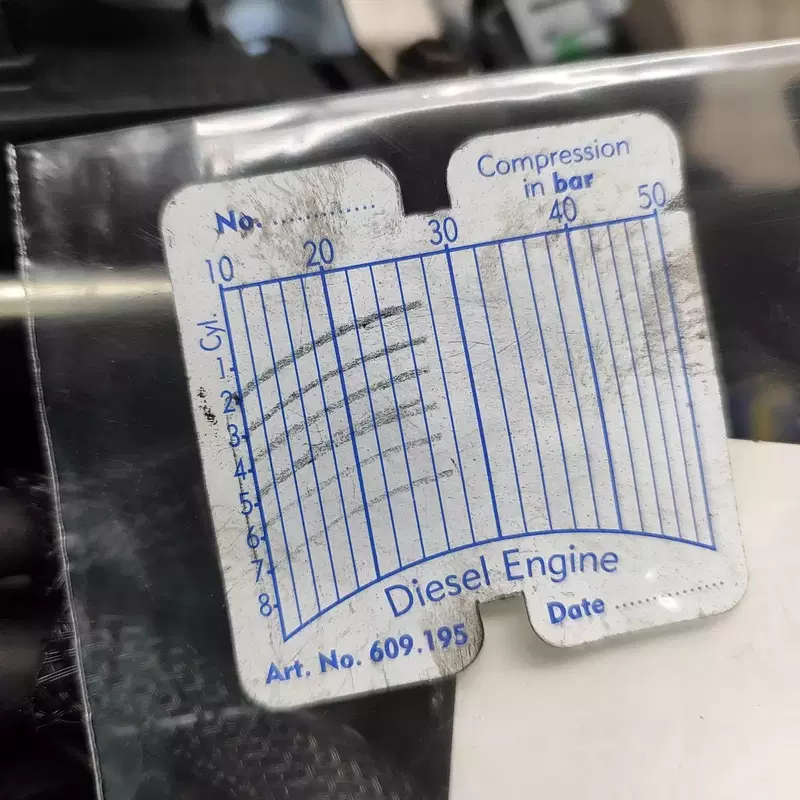 No. ...............
Compression
in bar
10 20 30 40 50
Cyl.
1
2
3
4
5
6
7
8
Diesel Engine
Art. No. 609.195
Date ...............